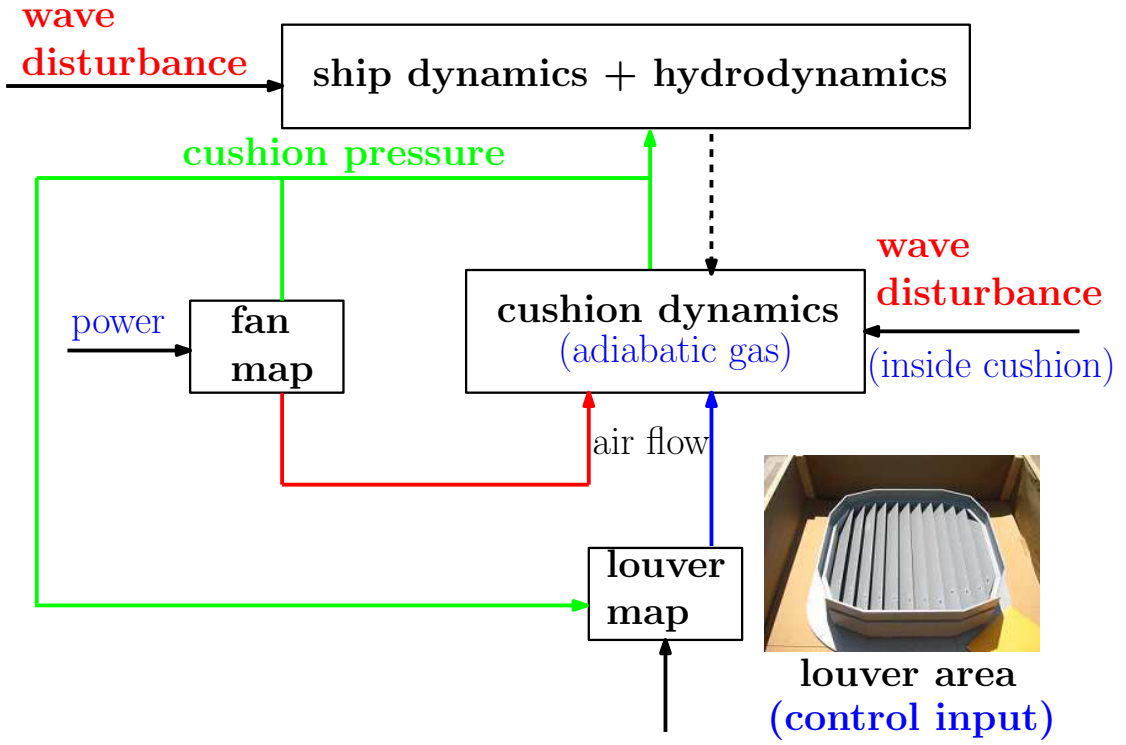 wave
disturbance
ship dynamics + hydrodynamics
cushion pressure
wave
disturbance
(inside cushion)
cushion dynamics
(adiabatic gas)
power
fan
map
air flow
louver
map
louver area
(control input)